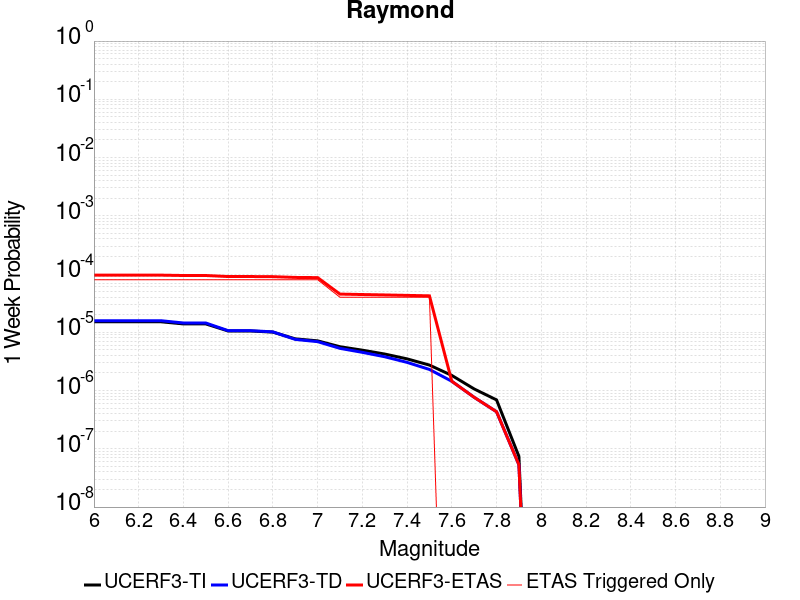 Raymond
10^0
10^-1
10^-2
10^-3
10^-4
10^-5
10^-6
10^-7
10^-8
1 Week Probability
6 6.2 6.4 6.6 6.8 7 7.2 7.4 7.6 7.8 8 8.2 8.4 8.6 8.8 9
Magnitude
UCERF3-TI UCERF3-TD UCERF3-ETAS ETAS Triggered Only